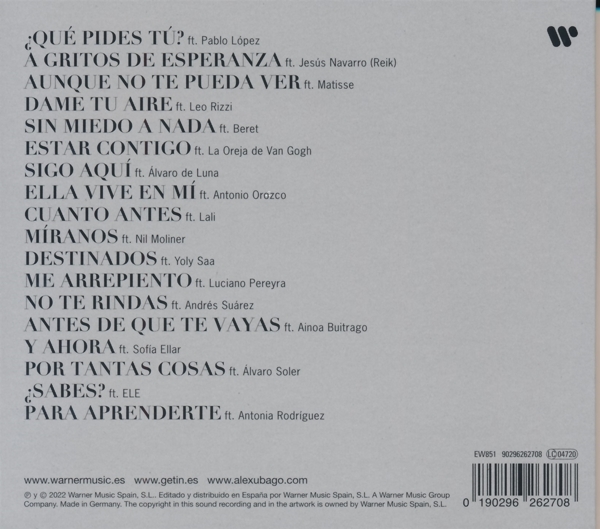 ¿QUÉ PIDES TÚ? ft. Pablo López
A GRITOS DE ESPERANZA ft. Jesús Navarro (Reik)
AUNQUE NO TE PUEDA VER ft. Matisse
DAME TU AIRE ft. Leo Rizzi
SIN MIEDO A NADA ft. Beret
ESTAR CONTIGO ft. La Oreja de Van Gogh
SIGO AQUÍ ft. Álvaro de Luna
ELLA VIVE EN MÍ ft. Antonio Orozco
CUANTO ANTES ft. Lali
MÍRANOS ft. Nil Moliner
DESTINADOS ft. Yoly Saa
ME ARREPIENTO ft. Luciano Pereyra
NO TE RINDAS ft. Andrés Suárez
ANTES DE QUE TE VAYAS ft. Ainoa Buitrago
Y AHORA ft. Sofía Ellar
POR TANTAS COSAS ft. Álvaro Soler
¿SABES? ft. ELE
PARA APRENDERTE ft. Antonia Rodriguez
EW851 90296262708 LC04720
www.warnermusic.es www.getin.es www.alexubago.com
℗ y © 2022 Warner Music Spain, S.L.. Editado y distribuido en España por Warner Music Spain, S.L. A Warner Music Group
Company. Made in Germany. The copyright in this sound recording and in the artwork is owned by Warner Music Spain, S.L.
0 190296 262708